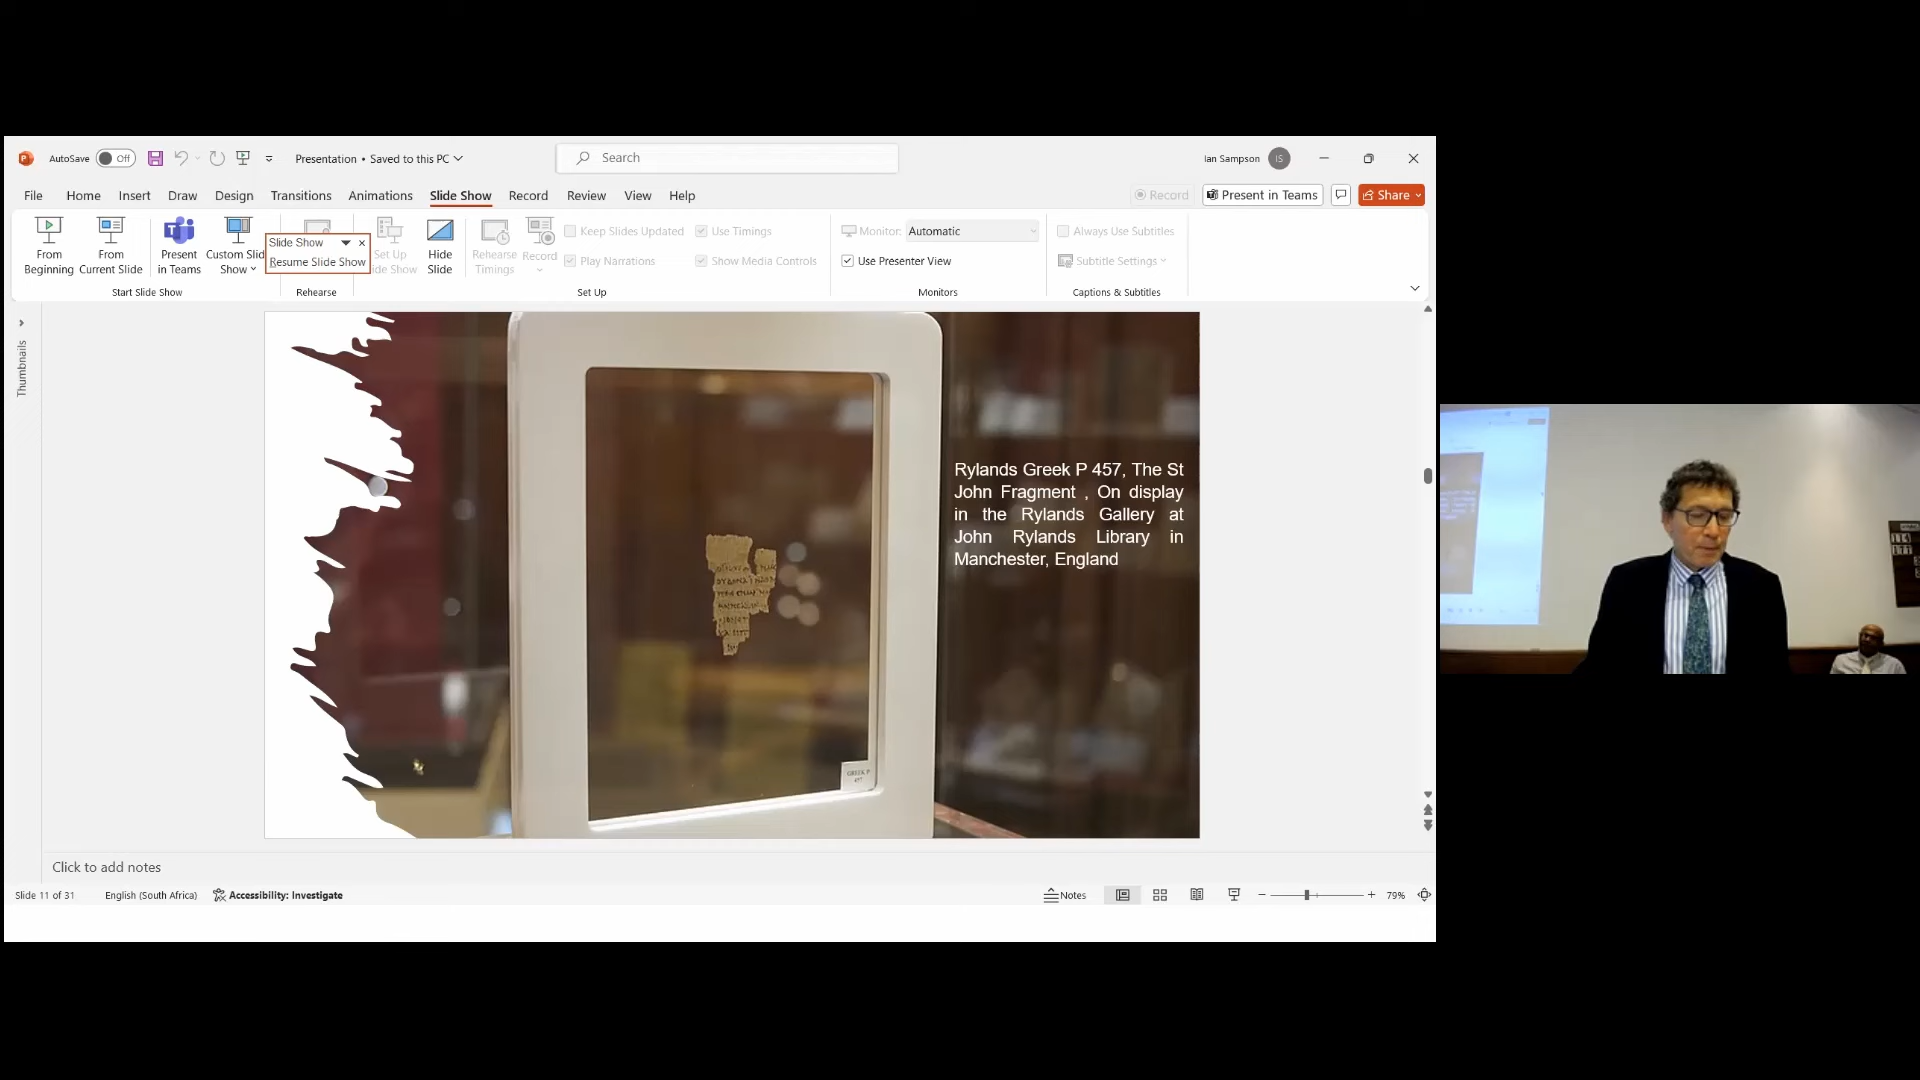 AutoSave Off Presentation • Saved to this PC Search Ian Sampson IS
File Home Insert Draw Design Transitions Animations Slide Show Record Review View Help Record Present in Teams Share
From Beginning
From Current Slide
Present in Teams
Custom Slid Show
Slide Show
Resume Slide Show
Set Up ide Show
Hide Slide
Rehearse Timings
Record
Keep Slides Updated
Play Narrations
Use Timings
Show Media Controls
Monitor: Automatic
Use Presenter View
Always Use Subtitles
Subtitle Settings
Start Slide Show Rehearse Set Up Monitors Captions & Subtitles
Thumbnails
Rylands Greek P 457, The St
John Fragment , On display
in the Rylands Gallery at
John Rylands Library in
Manchester, England
GREEK P
457
Click to add notes
Slide 11 of 31 English (South Africa) Accessibility: Investigate Notes 79%